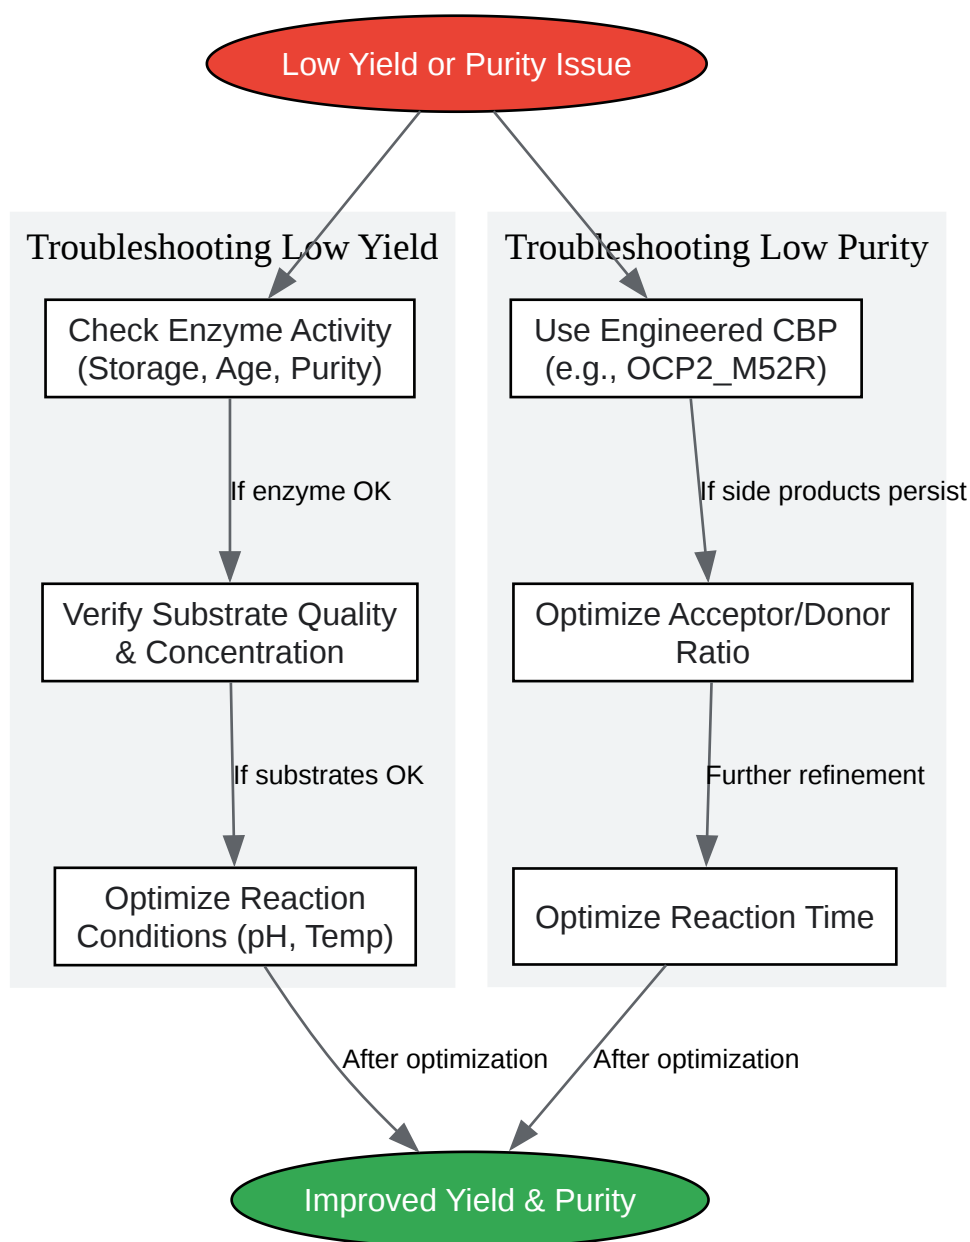 Low Yield or Purity Issue
Troubleshooting Low Yield
Check Enzyme Activity
(Storage, Age, Purity)
If enzyme OK
Verify Substrate Quality
& Concentration
If substrates OK
Optimize Reaction
Conditions (pH, Temp)
After optimization
Troubleshooting Low Purity
Use Engineered CBP
(e.g., OCP2_M52R)
If side products persist
Optimize Acceptor/Donor
Ratio
Further refinement
Optimize Reaction Time
After optimization
Improved Yield & Purity